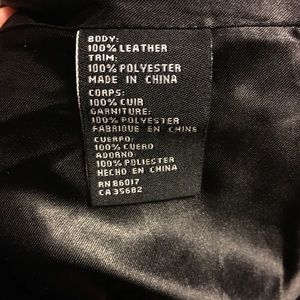 BODY:
100% LEATHER
TRIM:
100% POLYESTER
MADE IN CHINA
CORPS:
100% CUIR
GARNITURE:
100% POLYESTER
FABRIQUE EN CHINE
CUERPO:
100% CUERO
ADORNO:
100% POLIESTER
HECHO EN CHINA
RN 86017
CA 35682